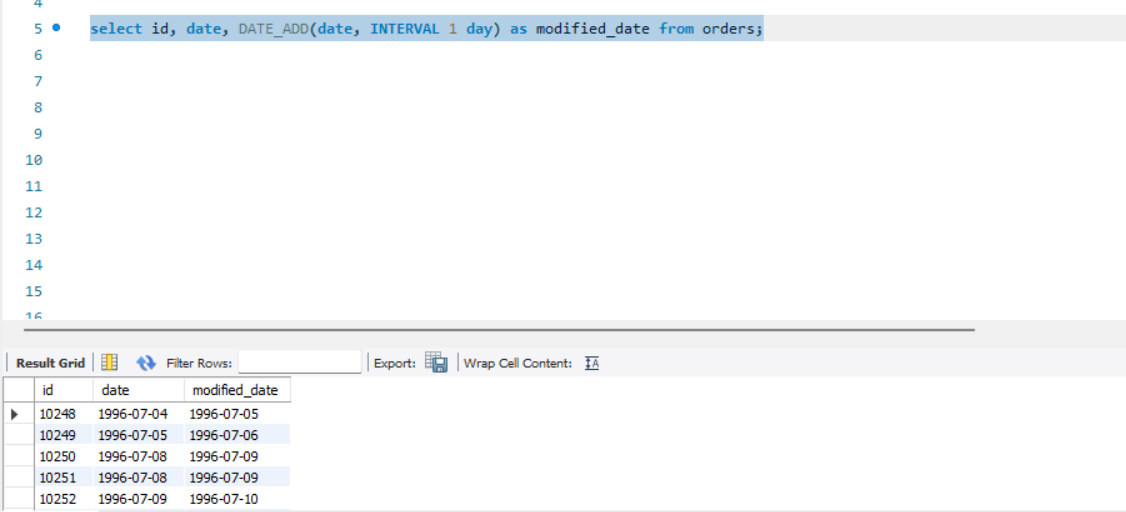 4
5 select id, date, DATE_ADD(date, INTERVAL 1 day) as modified_date from orders;
6
7
8
9
10
11
12
13
14
15
16
Result Grid Filter Rows: Export: Wrap Cell Content: IA
id date modified_date
10248 1996-07-04 1996-07-05
10249 1996-07-05 1996-07-06
10250 1996-07-08 1996-07-09
10251 1996-07-08 1996-07-09
10252 1996-07-09 1996-07-10